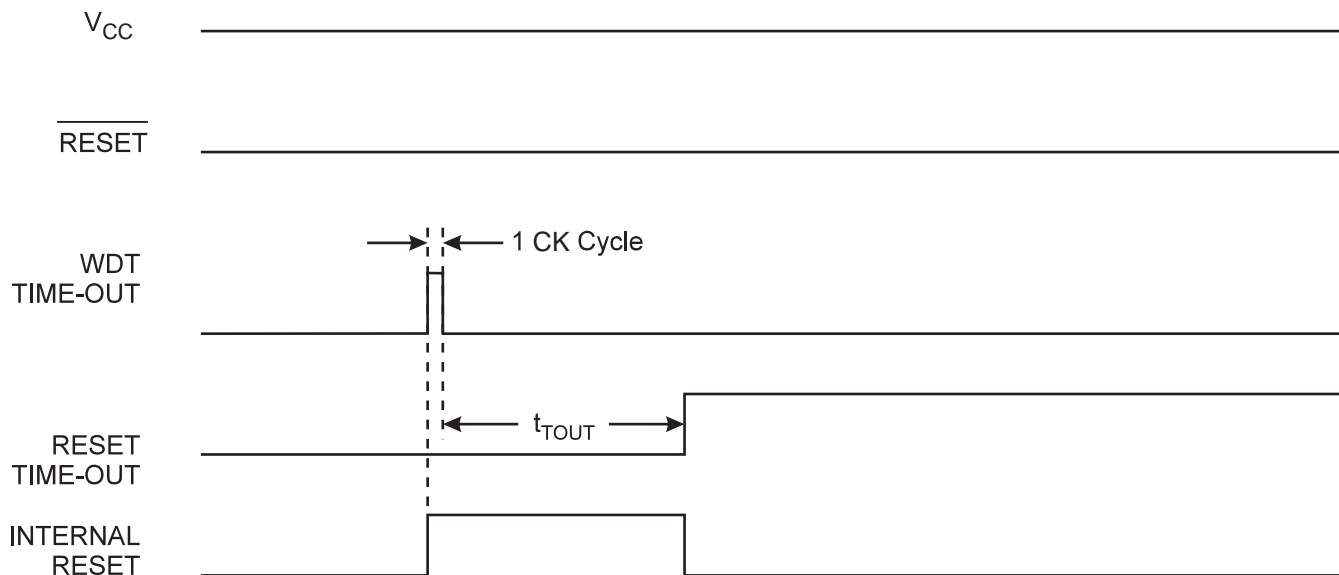 VCC
RESET
1 CK Cycle
WDT
TIME-OUT
tTOUT
RESET
TIME-OUT
INTERNAL
RESET